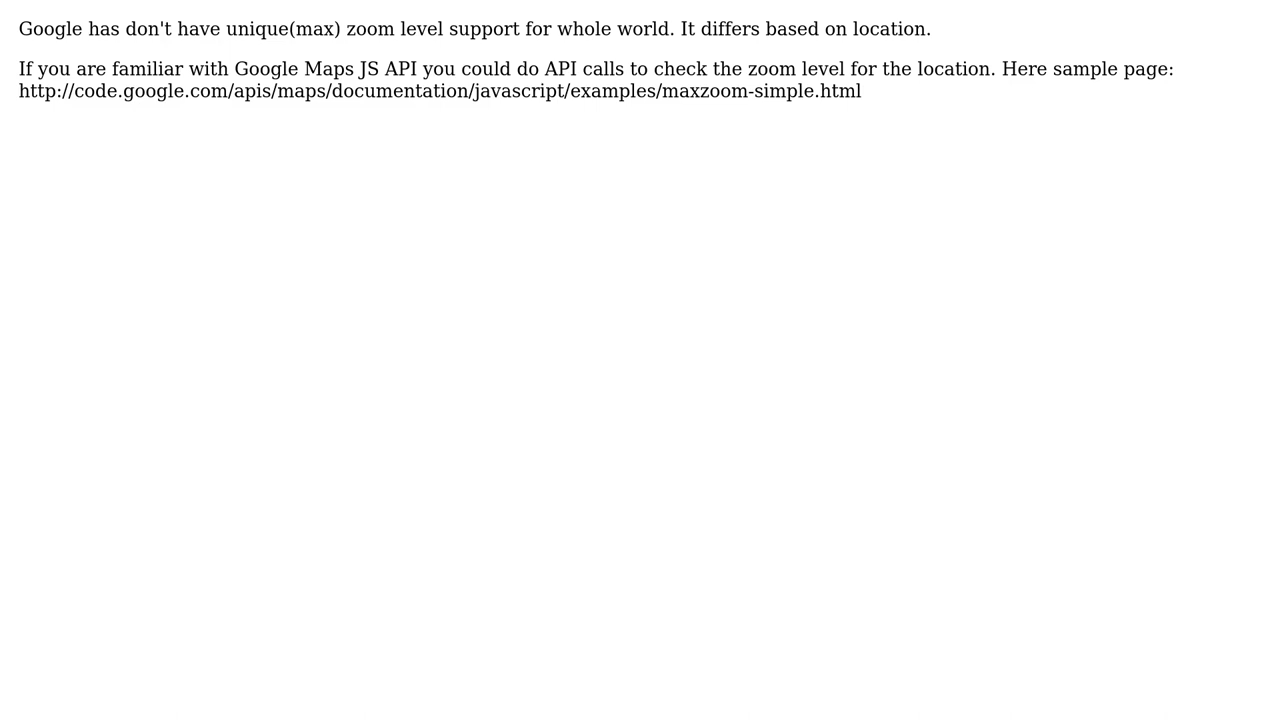 Google has don't have unique(max) zoom level support for whole world. It differs based on location.
If you are familiar with Google Maps JS API you could do API calls to check the zoom level for the location. Here sample page:
http://code.google.com/apis/maps/documentation/javascript/examples/maxzoom-simple.html